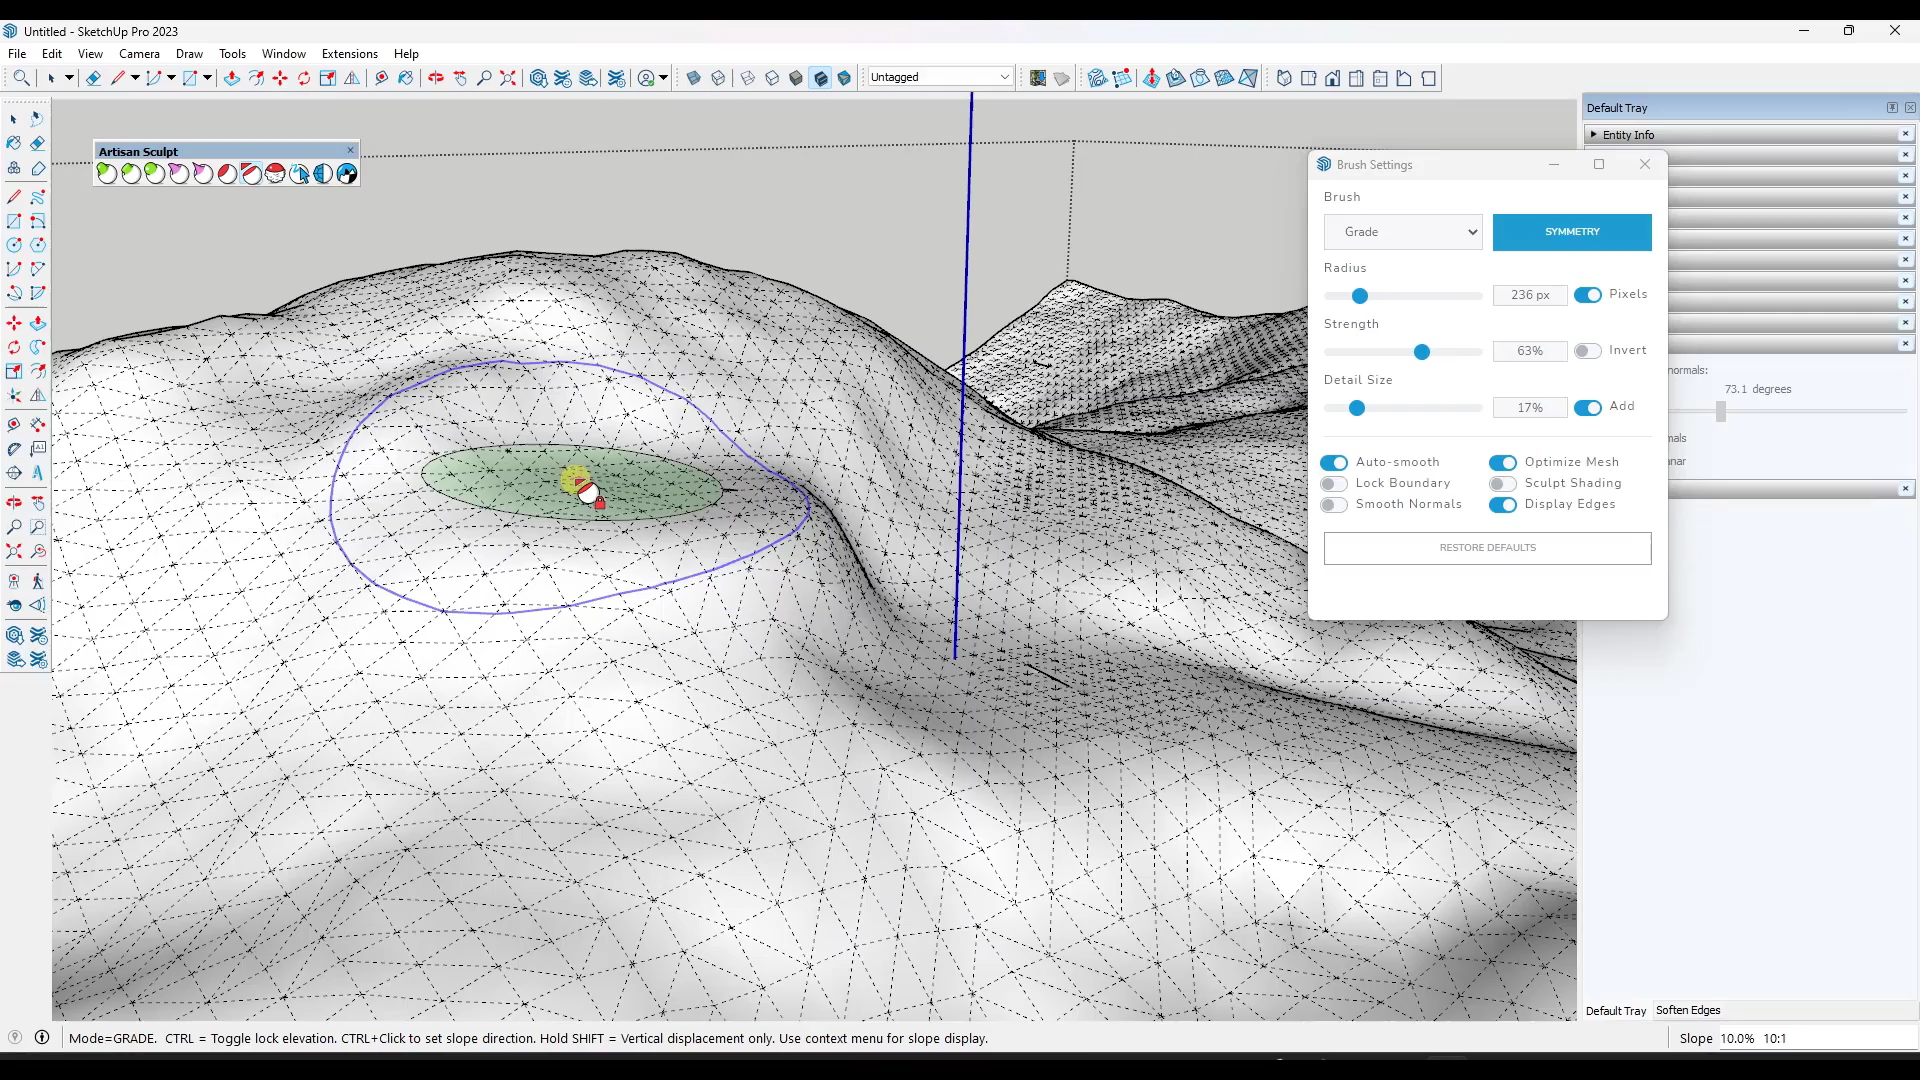 Untitled - SketchUp Pro 2023
File Edit View Camera Draw Tools Window Extensions Help
Untagged
Default Tray
Entity Info
Artisan Sculpt
Brush Settings
Brush
Grade
SYMMETRY
Radius
236 px
Pixels
Strength
63%
Invert
Detail Size
17%
Add
Auto-smooth
Optimize Mesh
Lock Boundary
Sculpt Shading
Smooth Normals
Display Edges
RESTORE DEFAULTS
normals:
73.1 degrees
mals
anar
Default Tray Soften Edges
Mode=GRADE. CTRL = Toggle lock elevation. CTRL+Click to set slope direction. Hold SHIFT = Vertical displacement only. Use context menu for slope display.
Slope 10.0% 10:1